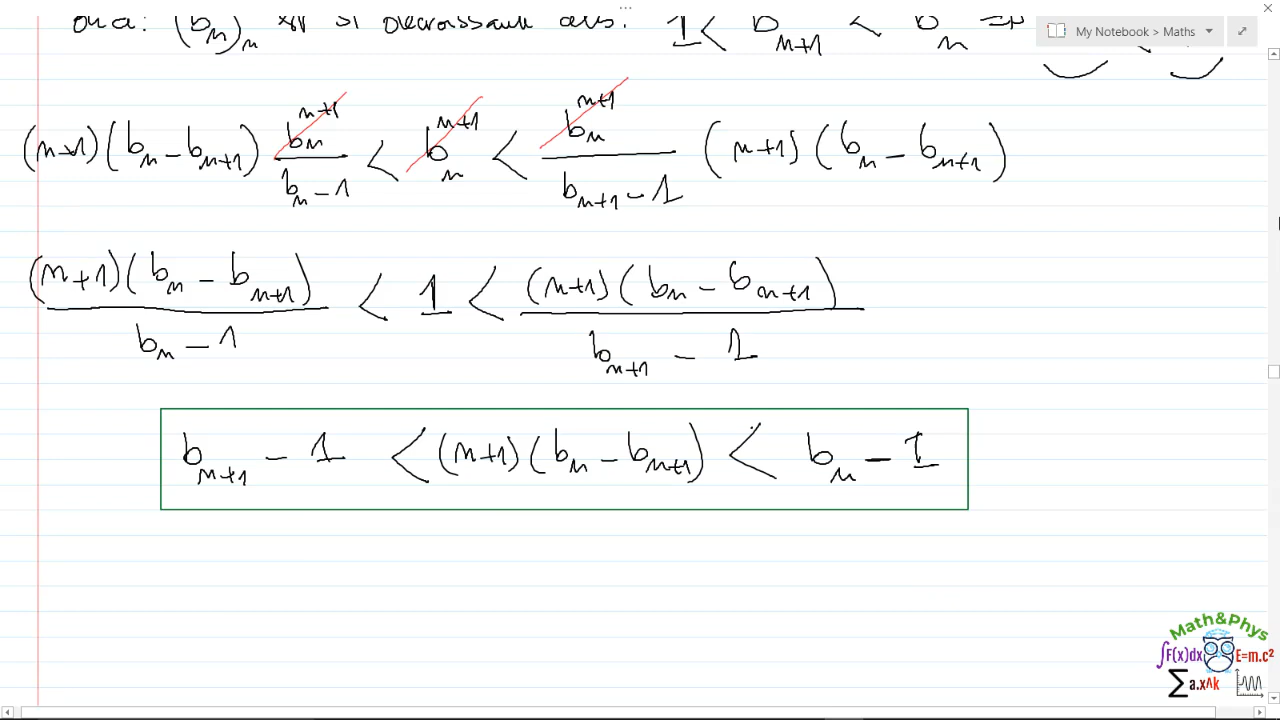 on a : (b_n)_n est st decroissante alors : 1 < b_{n+1} < b_n ⇒
My Notebook > Maths
(n+1)(b_n − b_{n+1}) b_n^{n+1} / (b_n − 1) < b_n^{n+1} < b_n^{n+1} / (b_{n+1} − 1) (n+1)(b_n − b_{n+1})
(n+1)(b_n − b_{n+1}) / (b_n − 1) < 1 < (n+1)(b_n − b_{n+1}) / (b_{n+1} − 1)
b_{n+1} − 1 < (n+1)(b_n − b_{n+1}) < b_n − 1
Math&Phys
∫F(x)dx E=m.c²
∑ a.x^k